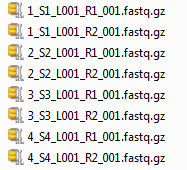 1_S1_L001_R1_001.fastq.gz
1_S1_L001_R2_001.fastq.gz
2_S2_L001_R1_001.fastq.gz
2_S2_L001_R2_001.fastq.gz
3_S3_L001_R1_001.fastq.gz
3_S3_L001_R2_001.fastq.gz
4_S4_L001_R1_001.fastq.gz
4_S4_L001_R2_001.fastq.gz